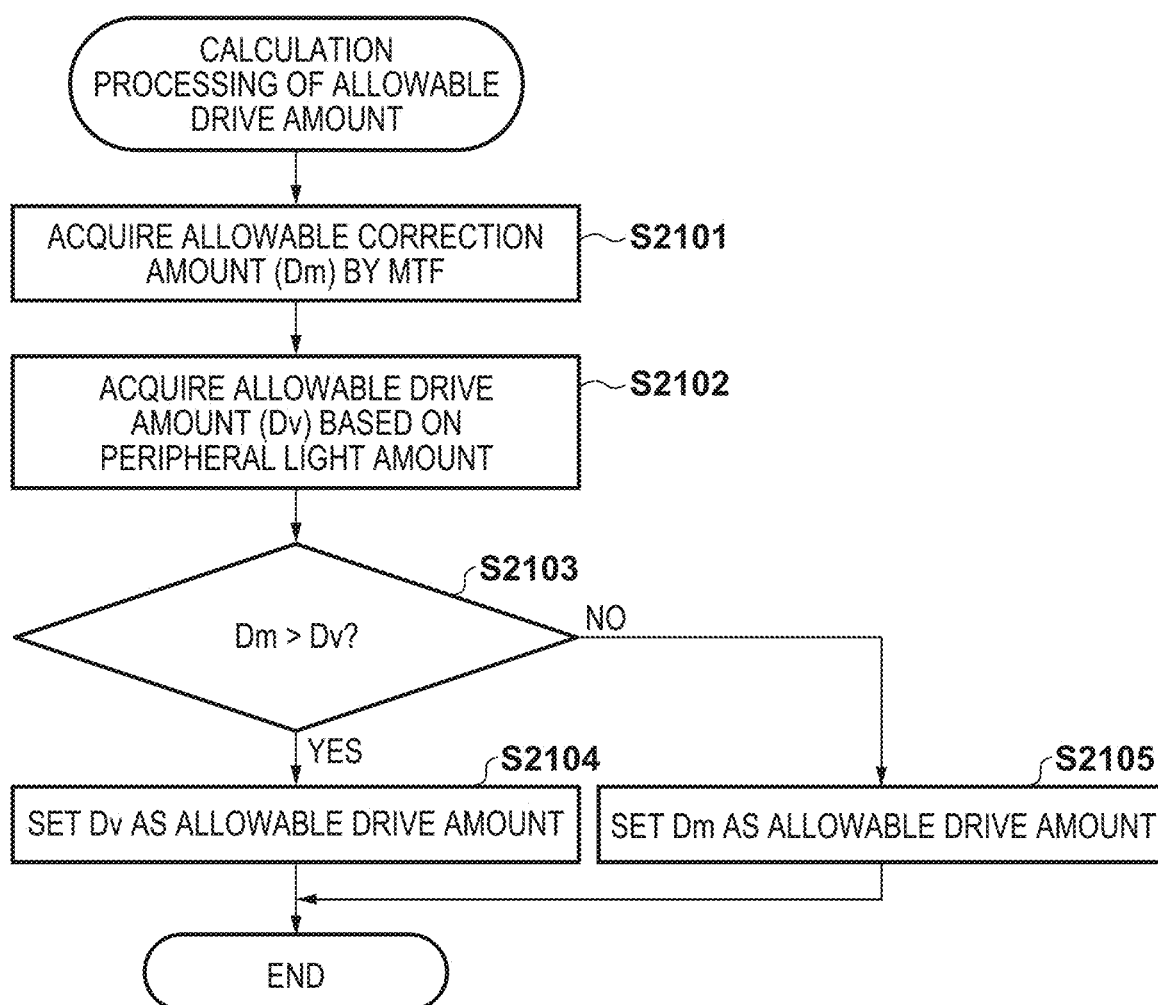 CALCULATION
PROCESSING OF ALLOWABLE
DRIVE AMOUNT
ACQUIRE ALLOWABLE CORRECTION
AMOUNT (Dm) BY MTF
S2101
ACQUIRE ALLOWABLE DRIVE
AMOUNT (Dv) BASED ON
PERIPHERAL LIGHT AMOUNT
S2102
S2103
Dm > Dv?
NO
YES
S2104
SET Dv AS ALLOWABLE DRIVE AMOUNT
S2105
SET Dm AS ALLOWABLE DRIVE AMOUNT
END